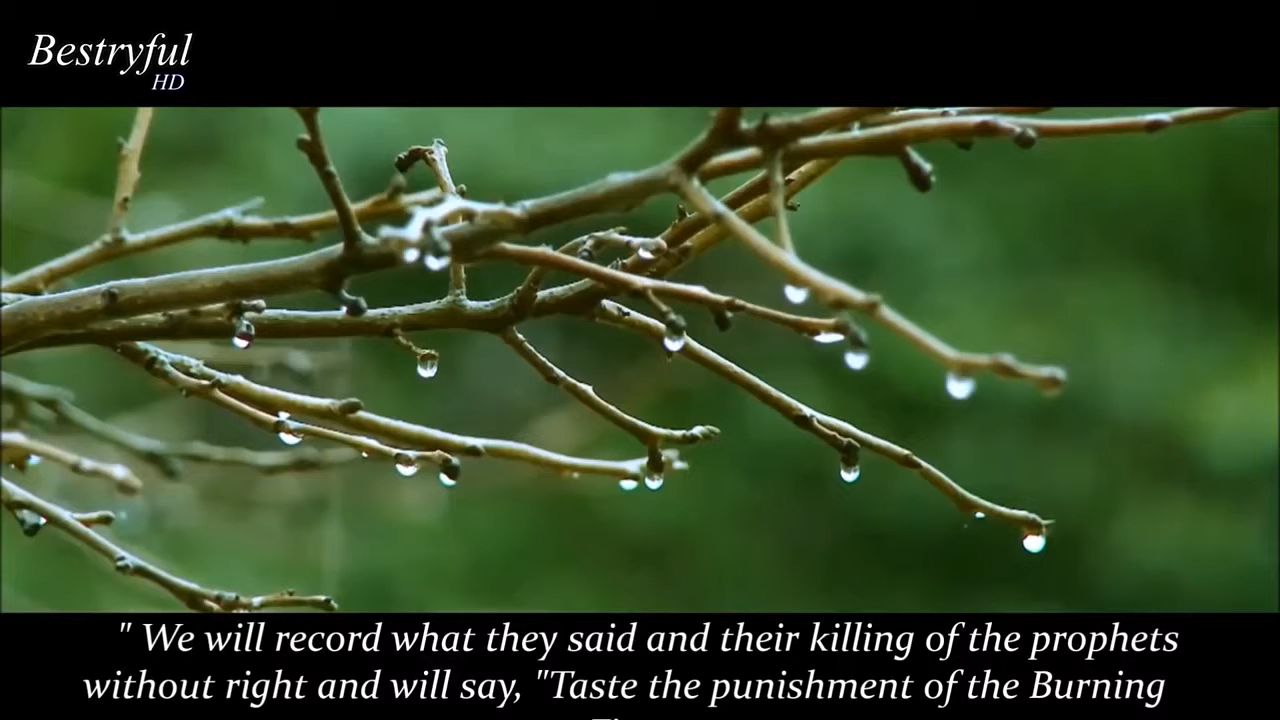 Bestryful
HD
" We will record what they said and their killing of the prophets
without right and will say, "Taste the punishment of the Burning